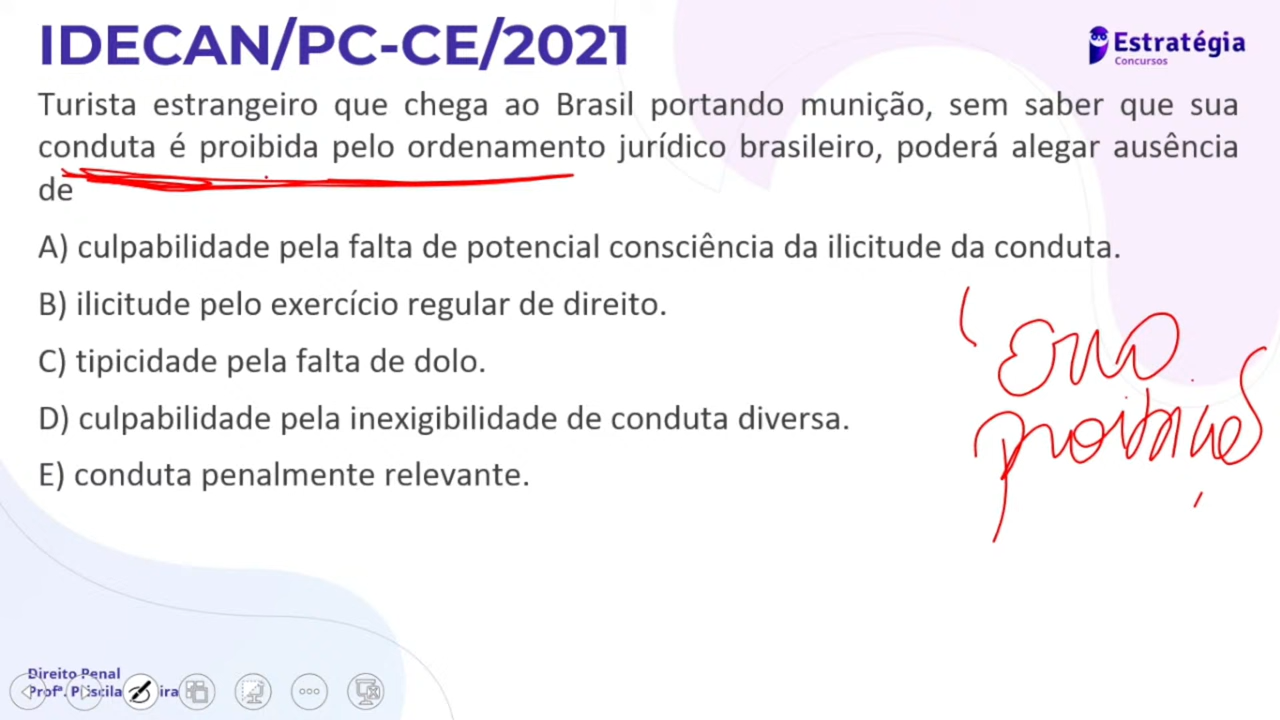 IDECAN/PC-CE/2021
Estratégia
Concursos
Turista estrangeiro que chega ao Brasil portando munição, sem saber que sua
conduta é proibida pelo ordenamento jurídico brasileiro, poderá alegar ausência
de
A) culpabilidade pela falta de potencial consciência da ilicitude da conduta.
B) ilicitude pelo exercício regular de direito.
C) tipicidade pela falta de dolo.
D) culpabilidade pela inexigibilidade de conduta diversa.
E) conduta penalmente relevante.
erro
Direito Penal
Profª.